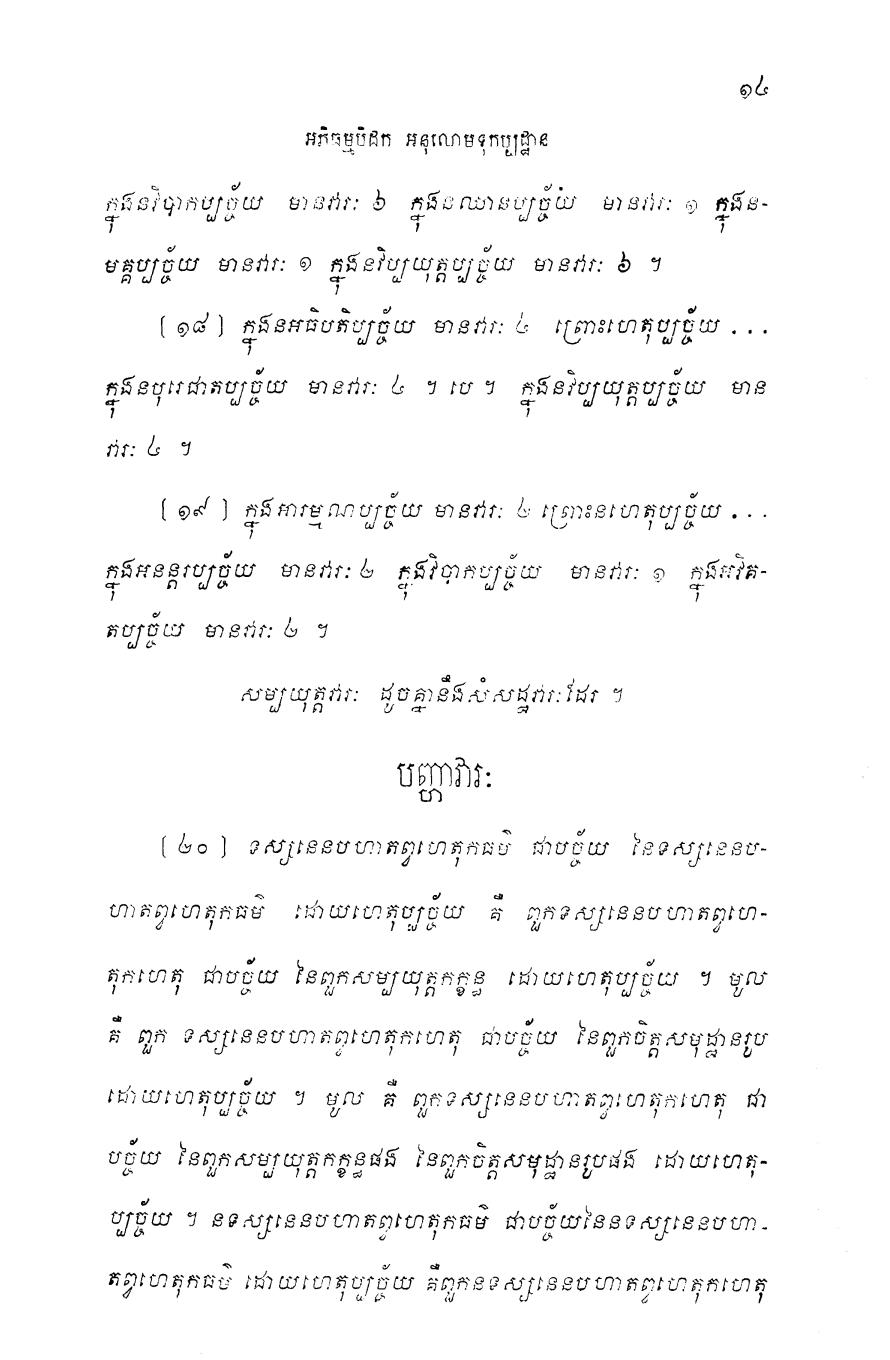 ១៤
អភិធម្មបិដក អនុលោមទុកប្បដ្ឋាន
ក្នុងនវិបាកប្បច្ច័យ មានវារៈ ៦ ក្នុងនឈានប្បច្ច័យ មានវារៈ ១ ក្នុងន-
មគ្គប្បច្ច័យ មានវារៈ ១ ក្នុងនវិប្បយុត្តប្បច្ច័យ មានវារៈ ៦ ។
(១៨) ក្នុងនអធិបតិប្បច្ច័យ មានវារៈ ៤ ព្រោះហេតុប្បច្ច័យ ...
ក្នុងនបុរេជាតប្បច្ច័យ មានវារៈ ៤ ។ បេ ។ ក្នុងនវិប្បយុត្តប្បច្ច័យ មាន
វារៈ ៤ ។
(១៩) ក្នុងអារម្មណប្បច្ច័យ មានវារៈ ៤ ព្រោះនហេតុប្បច្ច័យ ...
ក្នុងអនន្តរប្បច្ច័យ មានវារៈ ២ ក្នុងវិបាកប្បច្ច័យ មានវារៈ ១ ក្នុងអវិគ-
តប្បច្ច័យ មានវារៈ ២ ។
សម្បយុត្តវារៈ ដូចគ្នានឹងសំសដ្ឋវារៈដែរ ។
បញ្ហាវារៈ
(២០) ទស្សនេនបហាតព្វហេតុកធម៌ ជាបច្ច័យ នៃទស្សនេនប-
ហាតព្វហេតុកធម៌ ដោយហេតុប្បច្ច័យ គឺ ពួកទស្សនេនបហាតព្វហេ-
តុកហេតុ ជាបច្ច័យ នៃពួកសម្បយុត្តកក្ខន្ធ ដោយហេតុប្បច្ច័យ ។ មូល
គឺ ពួក ទស្សនេនបហាតព្វហេតុកហេតុ ជាបច្ច័យ នៃពួកចិត្តសមុដ្ឋានរូប
ដោយហេតុប្បច្ច័យ ។ មូល គឺ ពួកទស្សនេនបហាតព្វហេតុកហេតុ ជា
បច្ច័យ នៃពួកសម្បយុត្តកក្ខន្ធផង នៃពួកចិត្តសមុដ្ឋានរូបផង ដោយហេតុ-
ប្បច្ច័យ ។ នទស្សនេនបហាតព្វហេតុកធម៌ ជាបច្ច័យនៃនទស្សនេនបហា-
តព្វហេតុកធម៌ ដោយហេតុប្បច្ច័យ គឺពួកនទស្សនេនបហាតព្វហេតុកហេតុ